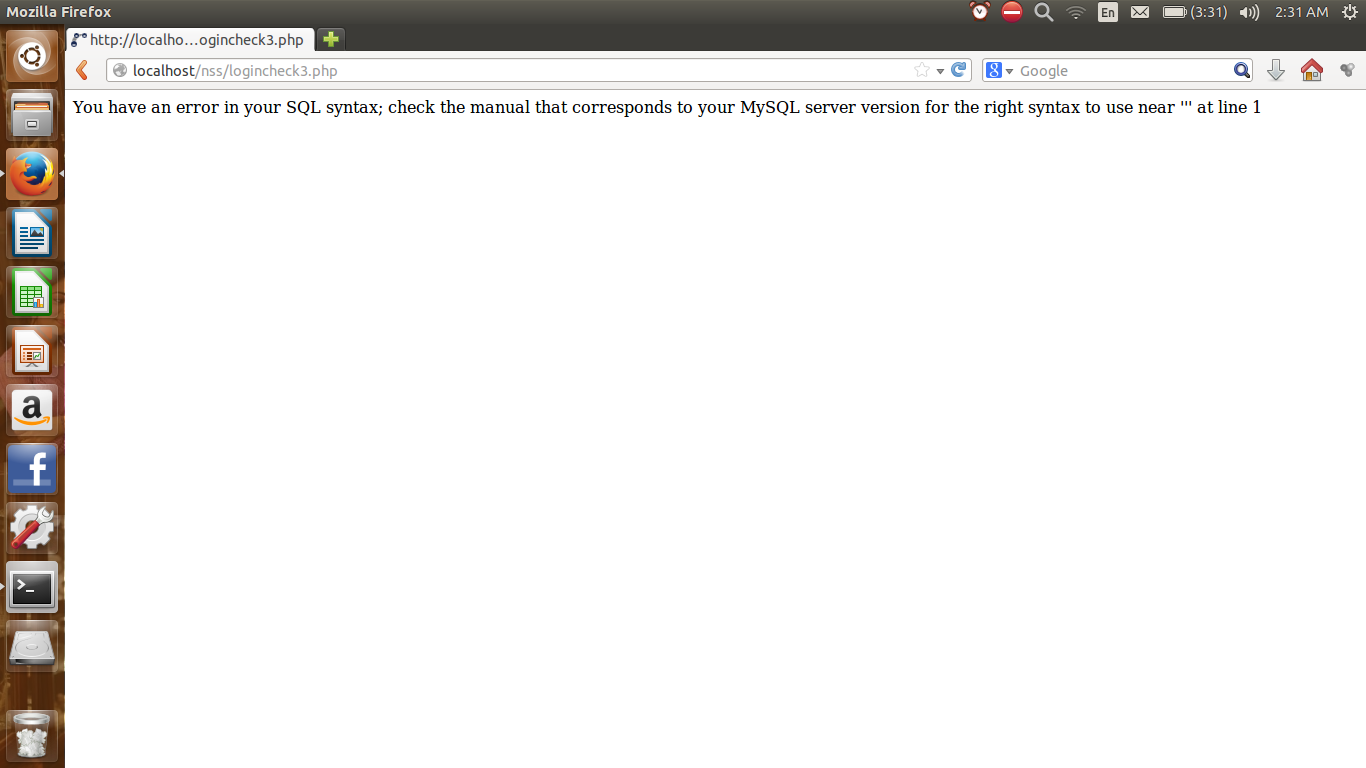 Mozilla Firefox
En
(3:31)
2:31 AM
http://localho...ogincheck3.php
localhost/nss/logincheck3.php
Google
You have an error in your SQL syntax; check the manual that corresponds to your MySQL server version for the right syntax to use near ''' at line 1